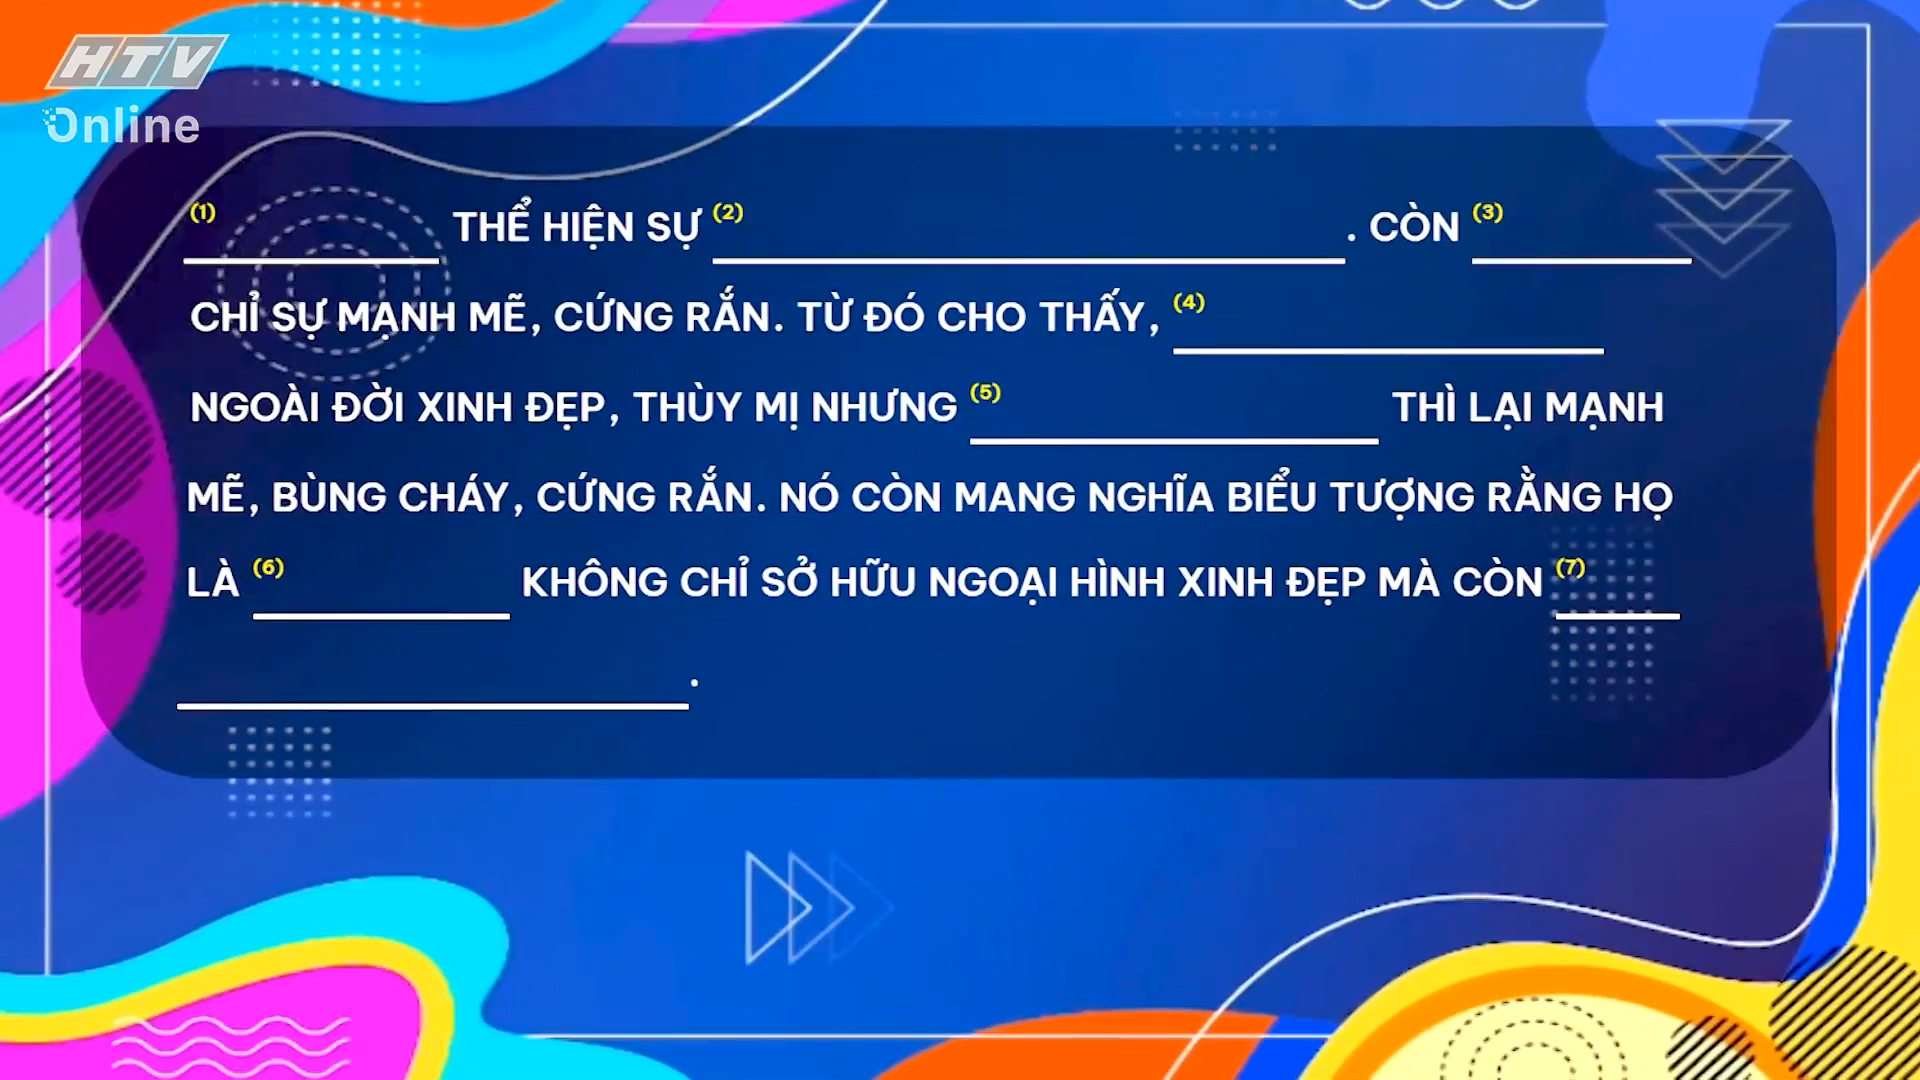 HTV
Online
(1) THỂ HIỆN SỰ (2) . CÒN (3)
CHỈ SỰ MẠNH MẼ, CỨNG RẮN. TỪ ĐÓ CHO THẤY, (4)
NGOÀI ĐỜI XINH ĐẸP, THÙY MỊ NHƯNG (5) THÌ LẠI MẠNH
MẼ, BÙNG CHÁY, CỨNG RẮN. NÓ CÒN MANG NGHĨA BIỂU TƯỢNG RẰNG HỌ
LÀ (6) KHÔNG CHỈ SỞ HỮU NGOẠI HÌNH XINH ĐẸP MÀ CÒN (7)
.